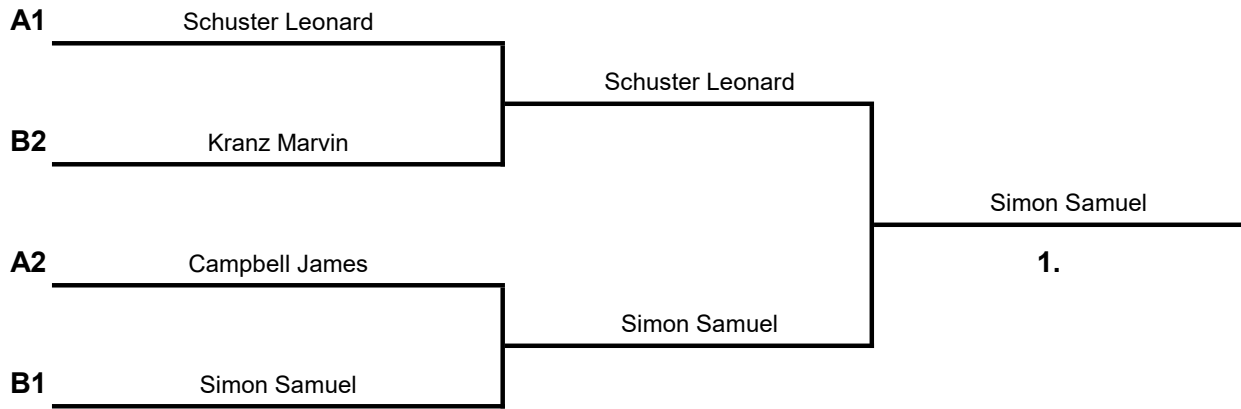 A1 Schuster Leonard
Schuster Leonard
B2 Kranz Marvin
Simon Samuel
A2 Campbell James
1.
Simon Samuel
B1 Simon Samuel